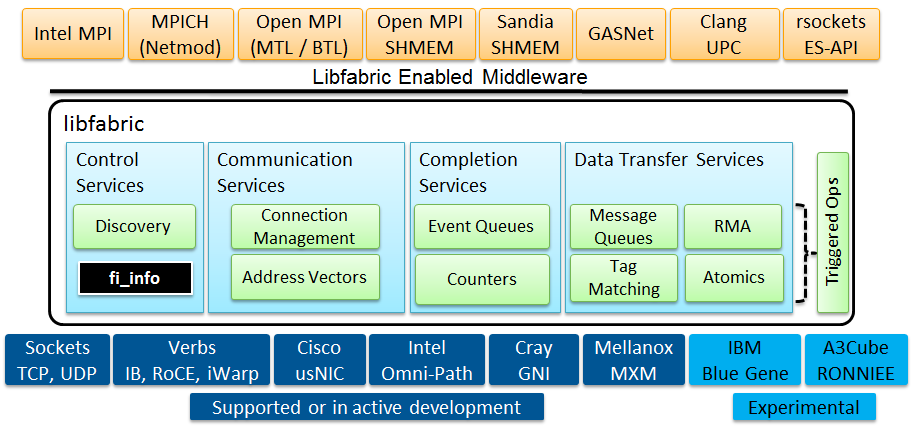 Intel MPI
MPICH
(Netmod)
Open MPI
(MTL / BTL)
Open MPI
SHMEM
Sandia
SHMEM
GASNet
Clang
UPC
rsockets
ES-API
Libfabric Enabled Middleware
libfabric
Control
Services
Discovery
fi_info
Communication
Services
Connection
Management
Address Vectors
Completion
Services
Event Queues
Counters
Data Transfer Services
Message
Queues
RMA
Tag
Matching
Atomics
Triggered Ops
Sockets
TCP, UDP
Verbs
IB, RoCE, iWarp
Cisco
usNIC
Intel
Omni-Path
Cray
GNI
Mellanox
MXM
IBM
Blue Gene
A3Cube
RONNIEE
Supported or in active development
Experimental